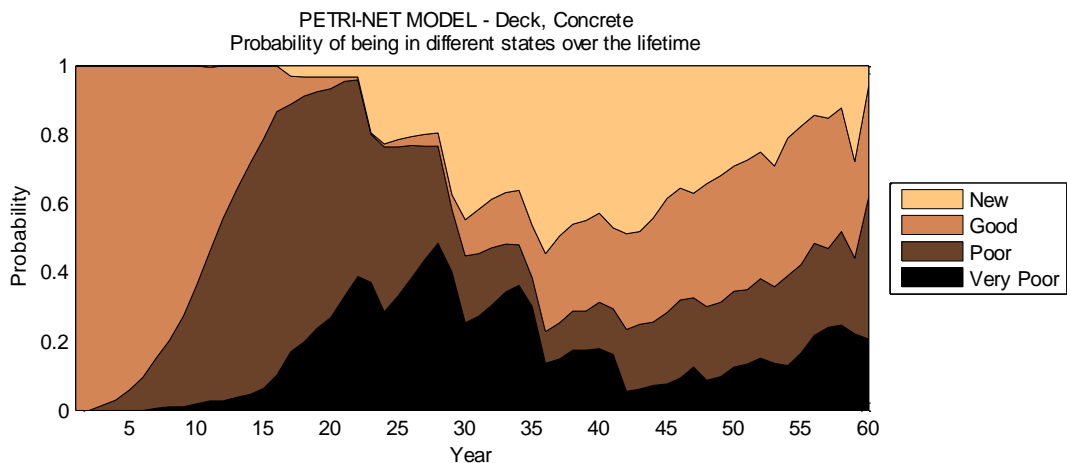 PETRI-NET MODEL - Deck, Concrete
Probability of being in different states over the lifetime
1
0.8
0.6
0.4
0.2
0
Probability
5 10 15 20 25 30 35 40 45 50 55 60
Year
New
Good
Poor
Very Poor